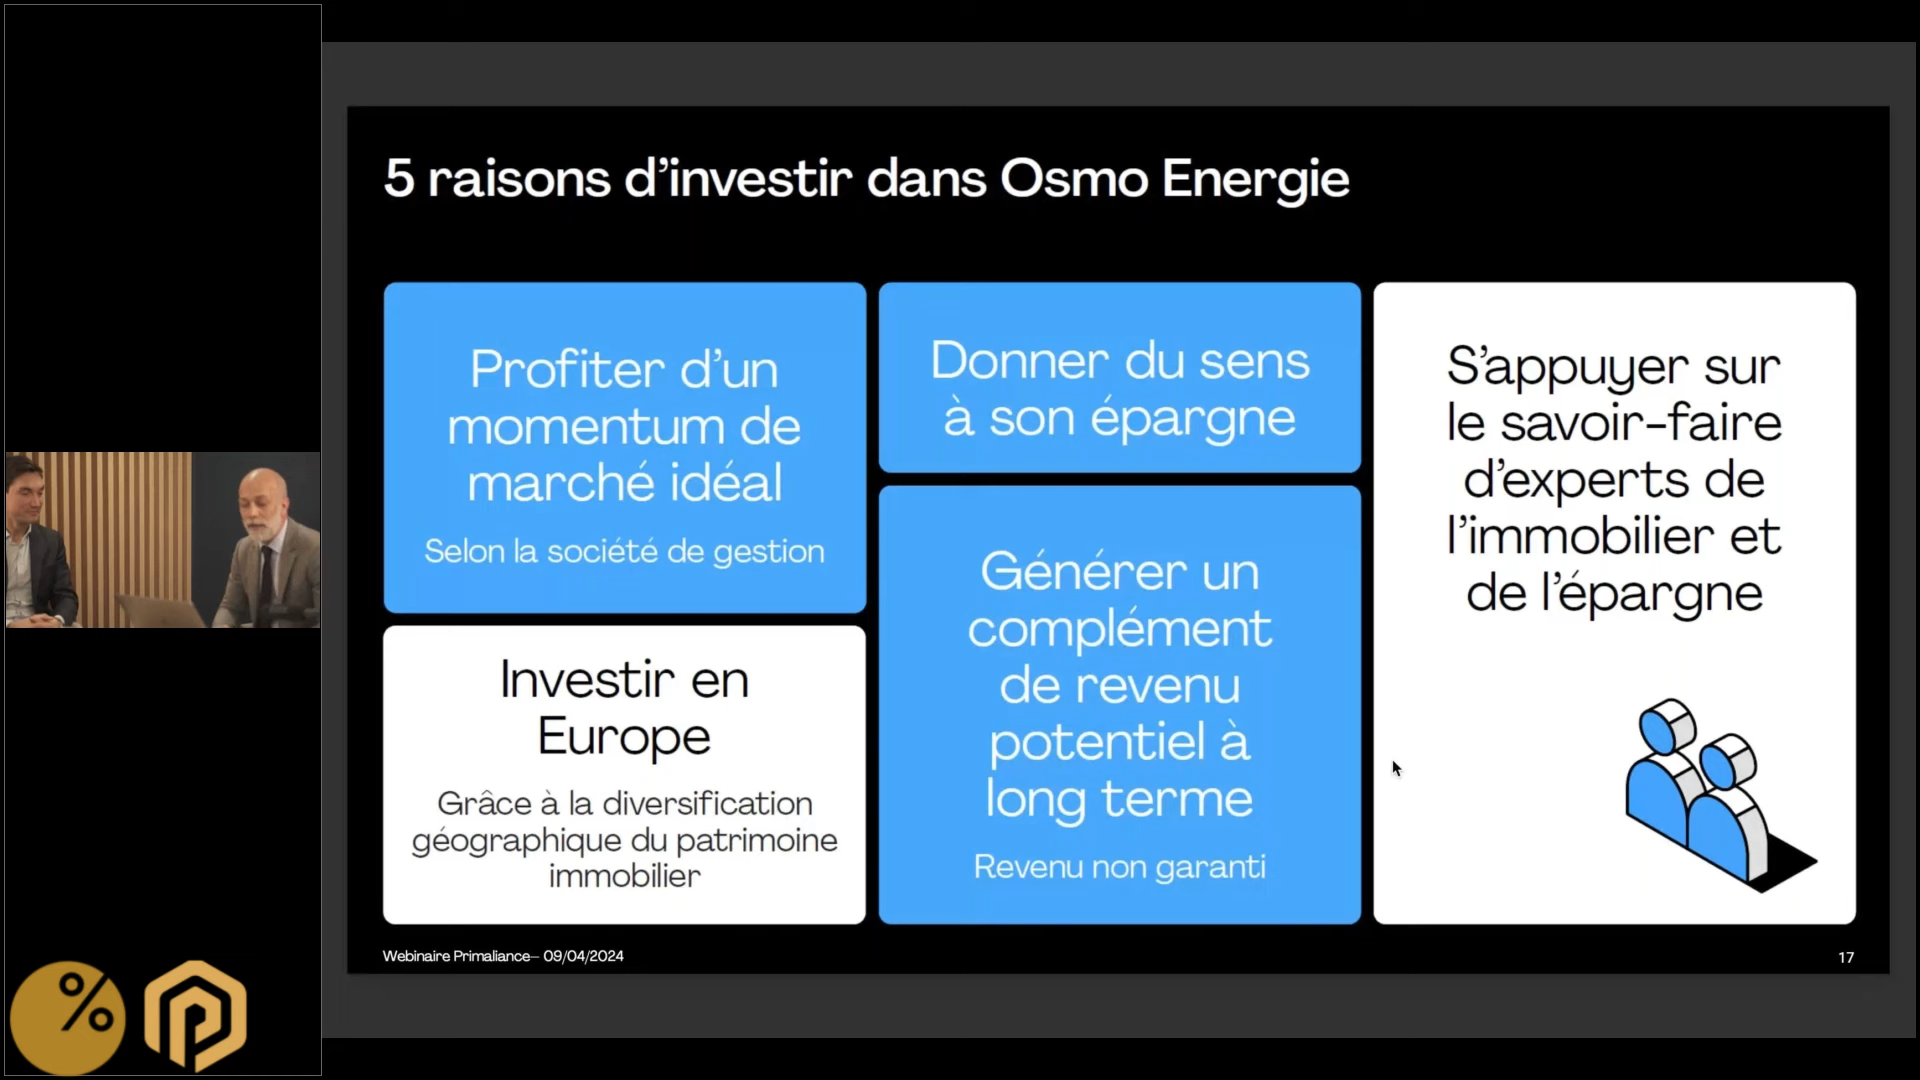 5 raisons d’investir dans Osmo Energie
Profiter d’un
momentum de
marché idéal
Selon la société de gestion
Investir en
Europe
Grâce à la diversification
géographique du patrimoine
immobilier
Donner du sens
à son épargne
Générer un
complément
de revenu
potentiel à
long terme
Revenu non garanti
S’appuyer sur
le savoir-faire
d’experts de
l’immobilier et
de l’épargne
Webinaire Primaliance– 09/04/2024
17
%